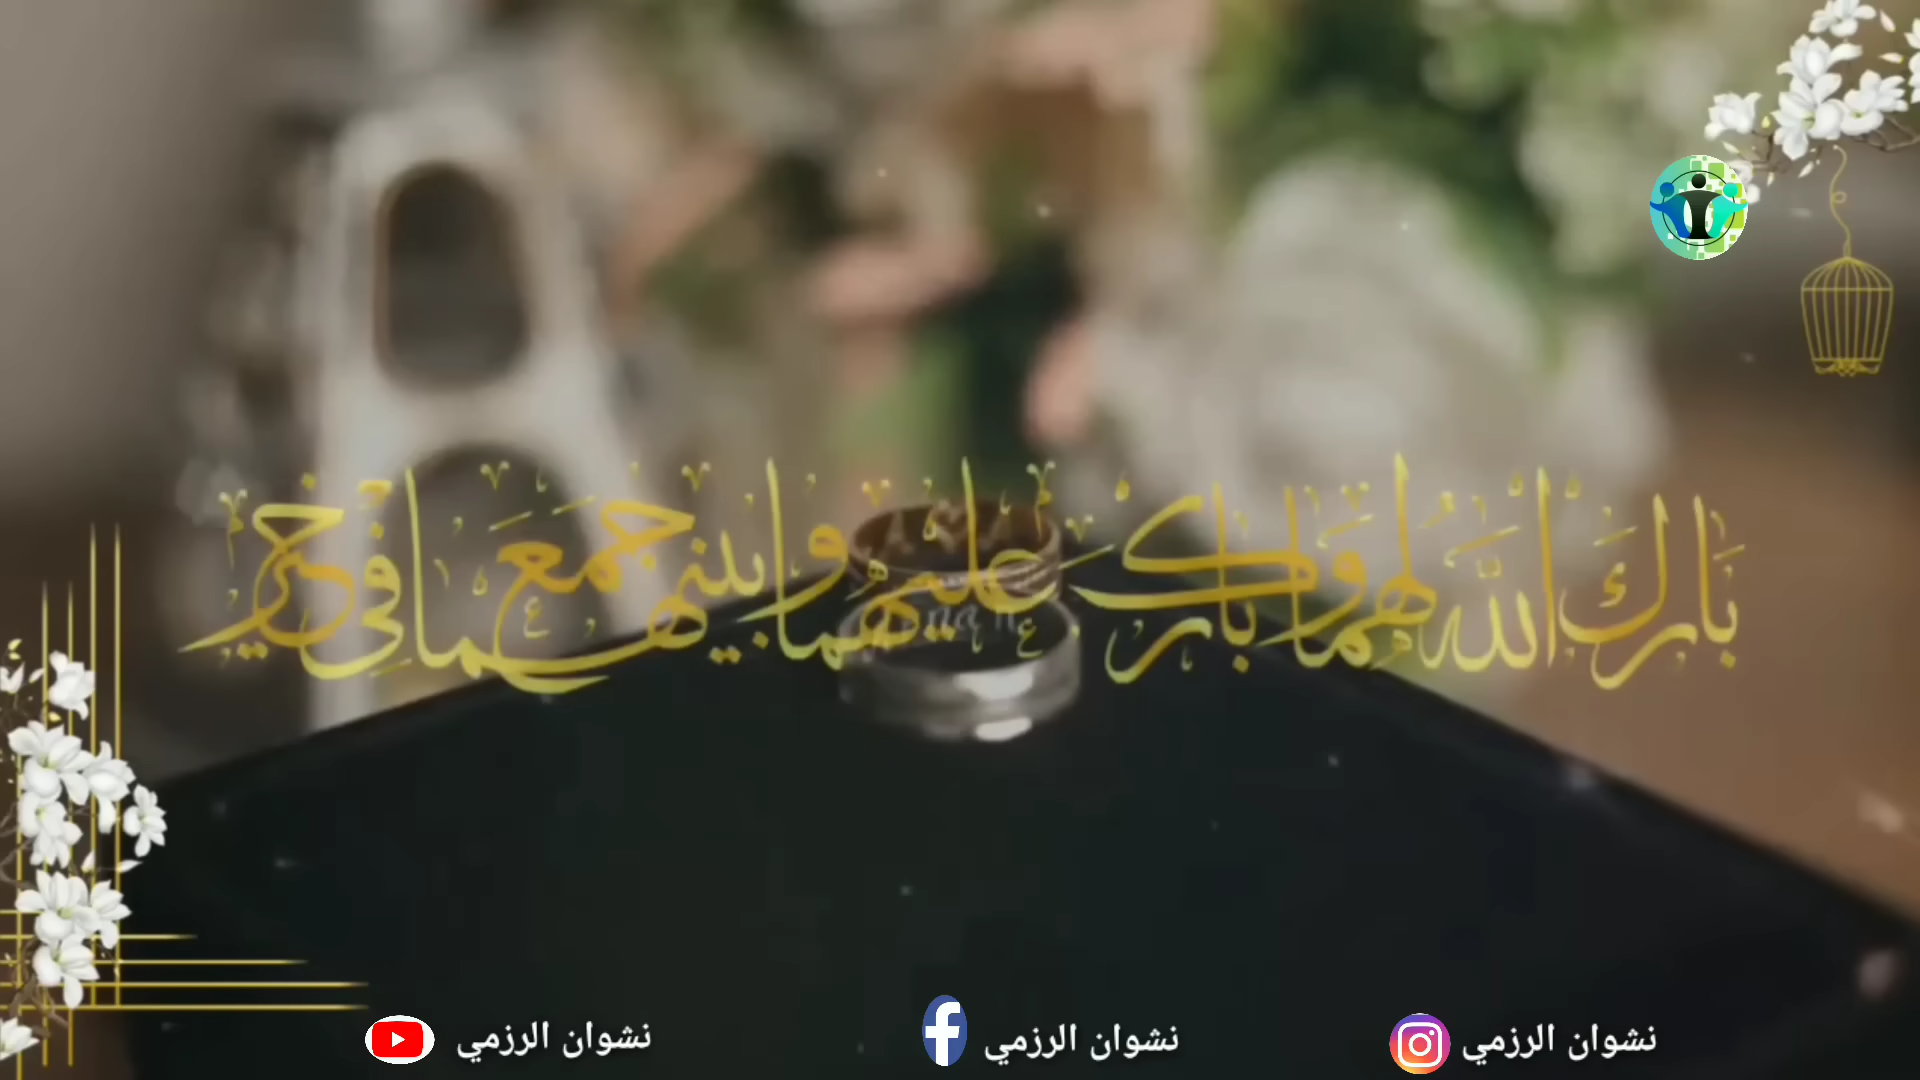 بارك الله لهما وبارك عليهما وجمع بينهما في خير
نشوان الرزمي
نشوان الرزمي
نشوان الرزمي